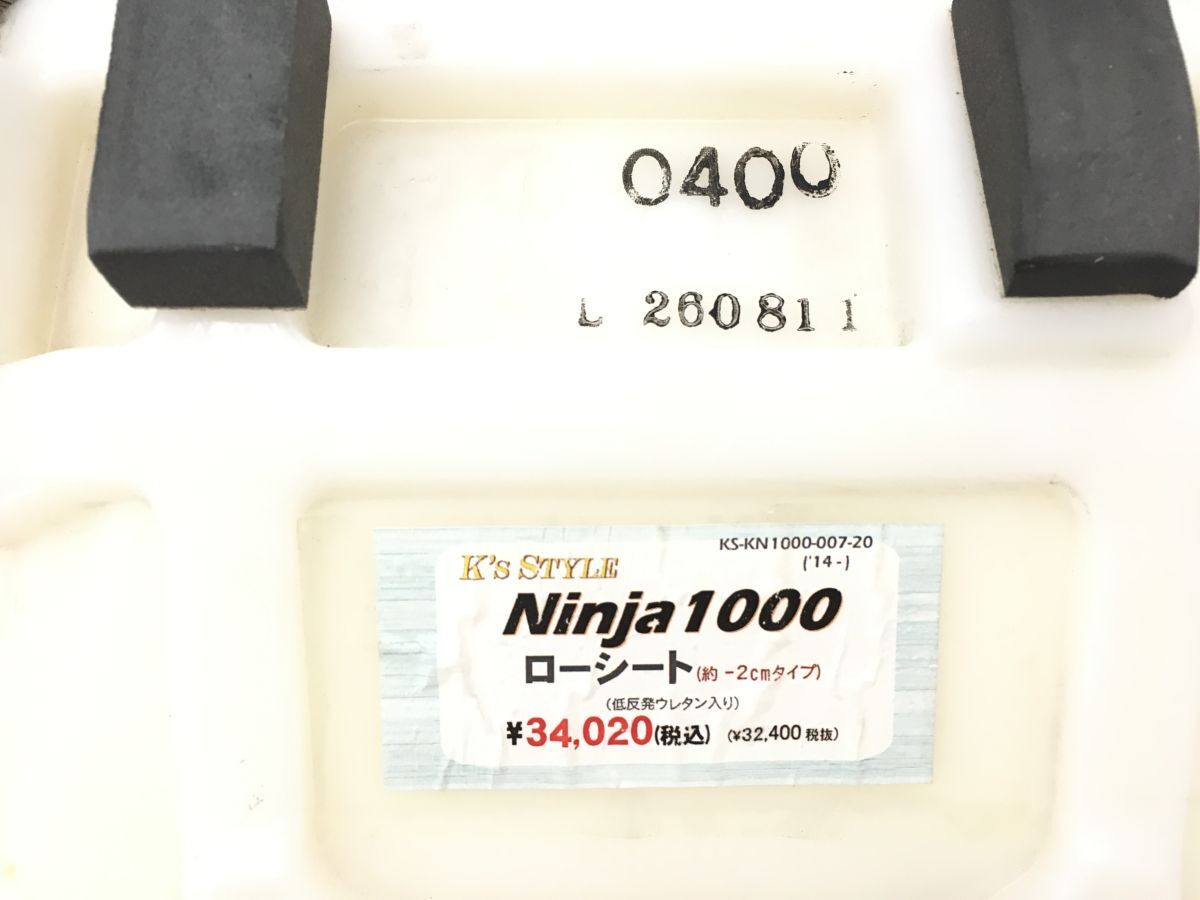 0400
L 260811
KS-KN1000-007-20
('14-)
K's STYLE
Ninja1000
ローシート(約 -2cmタイプ)
(低反発ウレタン入り)
¥34,020(税込) (¥32,400 税抜)